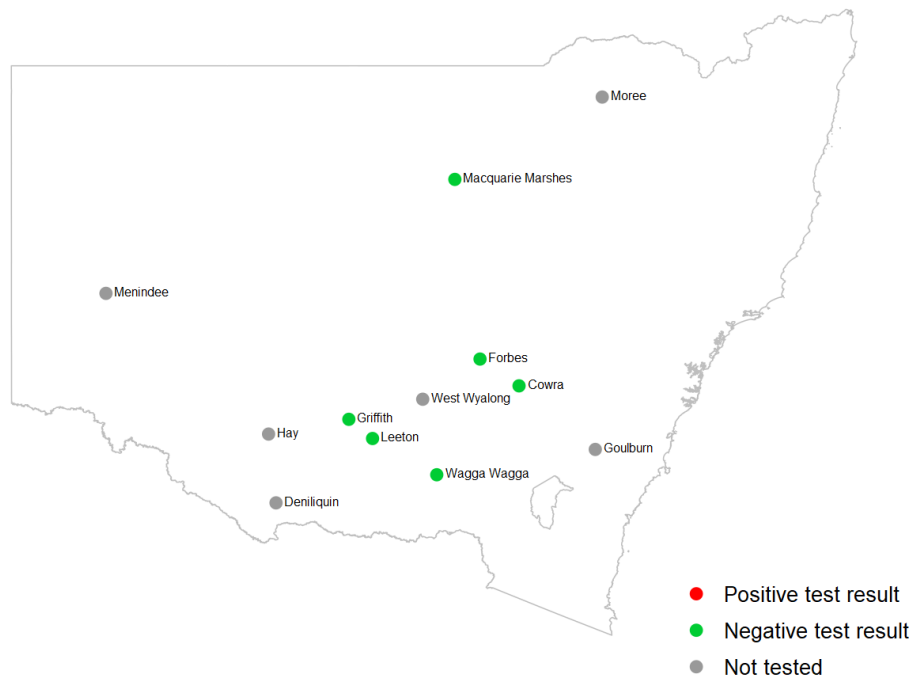 Moree
Macquarie Marshes
Menindee
Forbes
Cowra
West Wyalong
Griffith
Hay
Leeton
Goulburn
Wagga Wagga
Deniliquin
Positive test result
Negative test result
Not tested